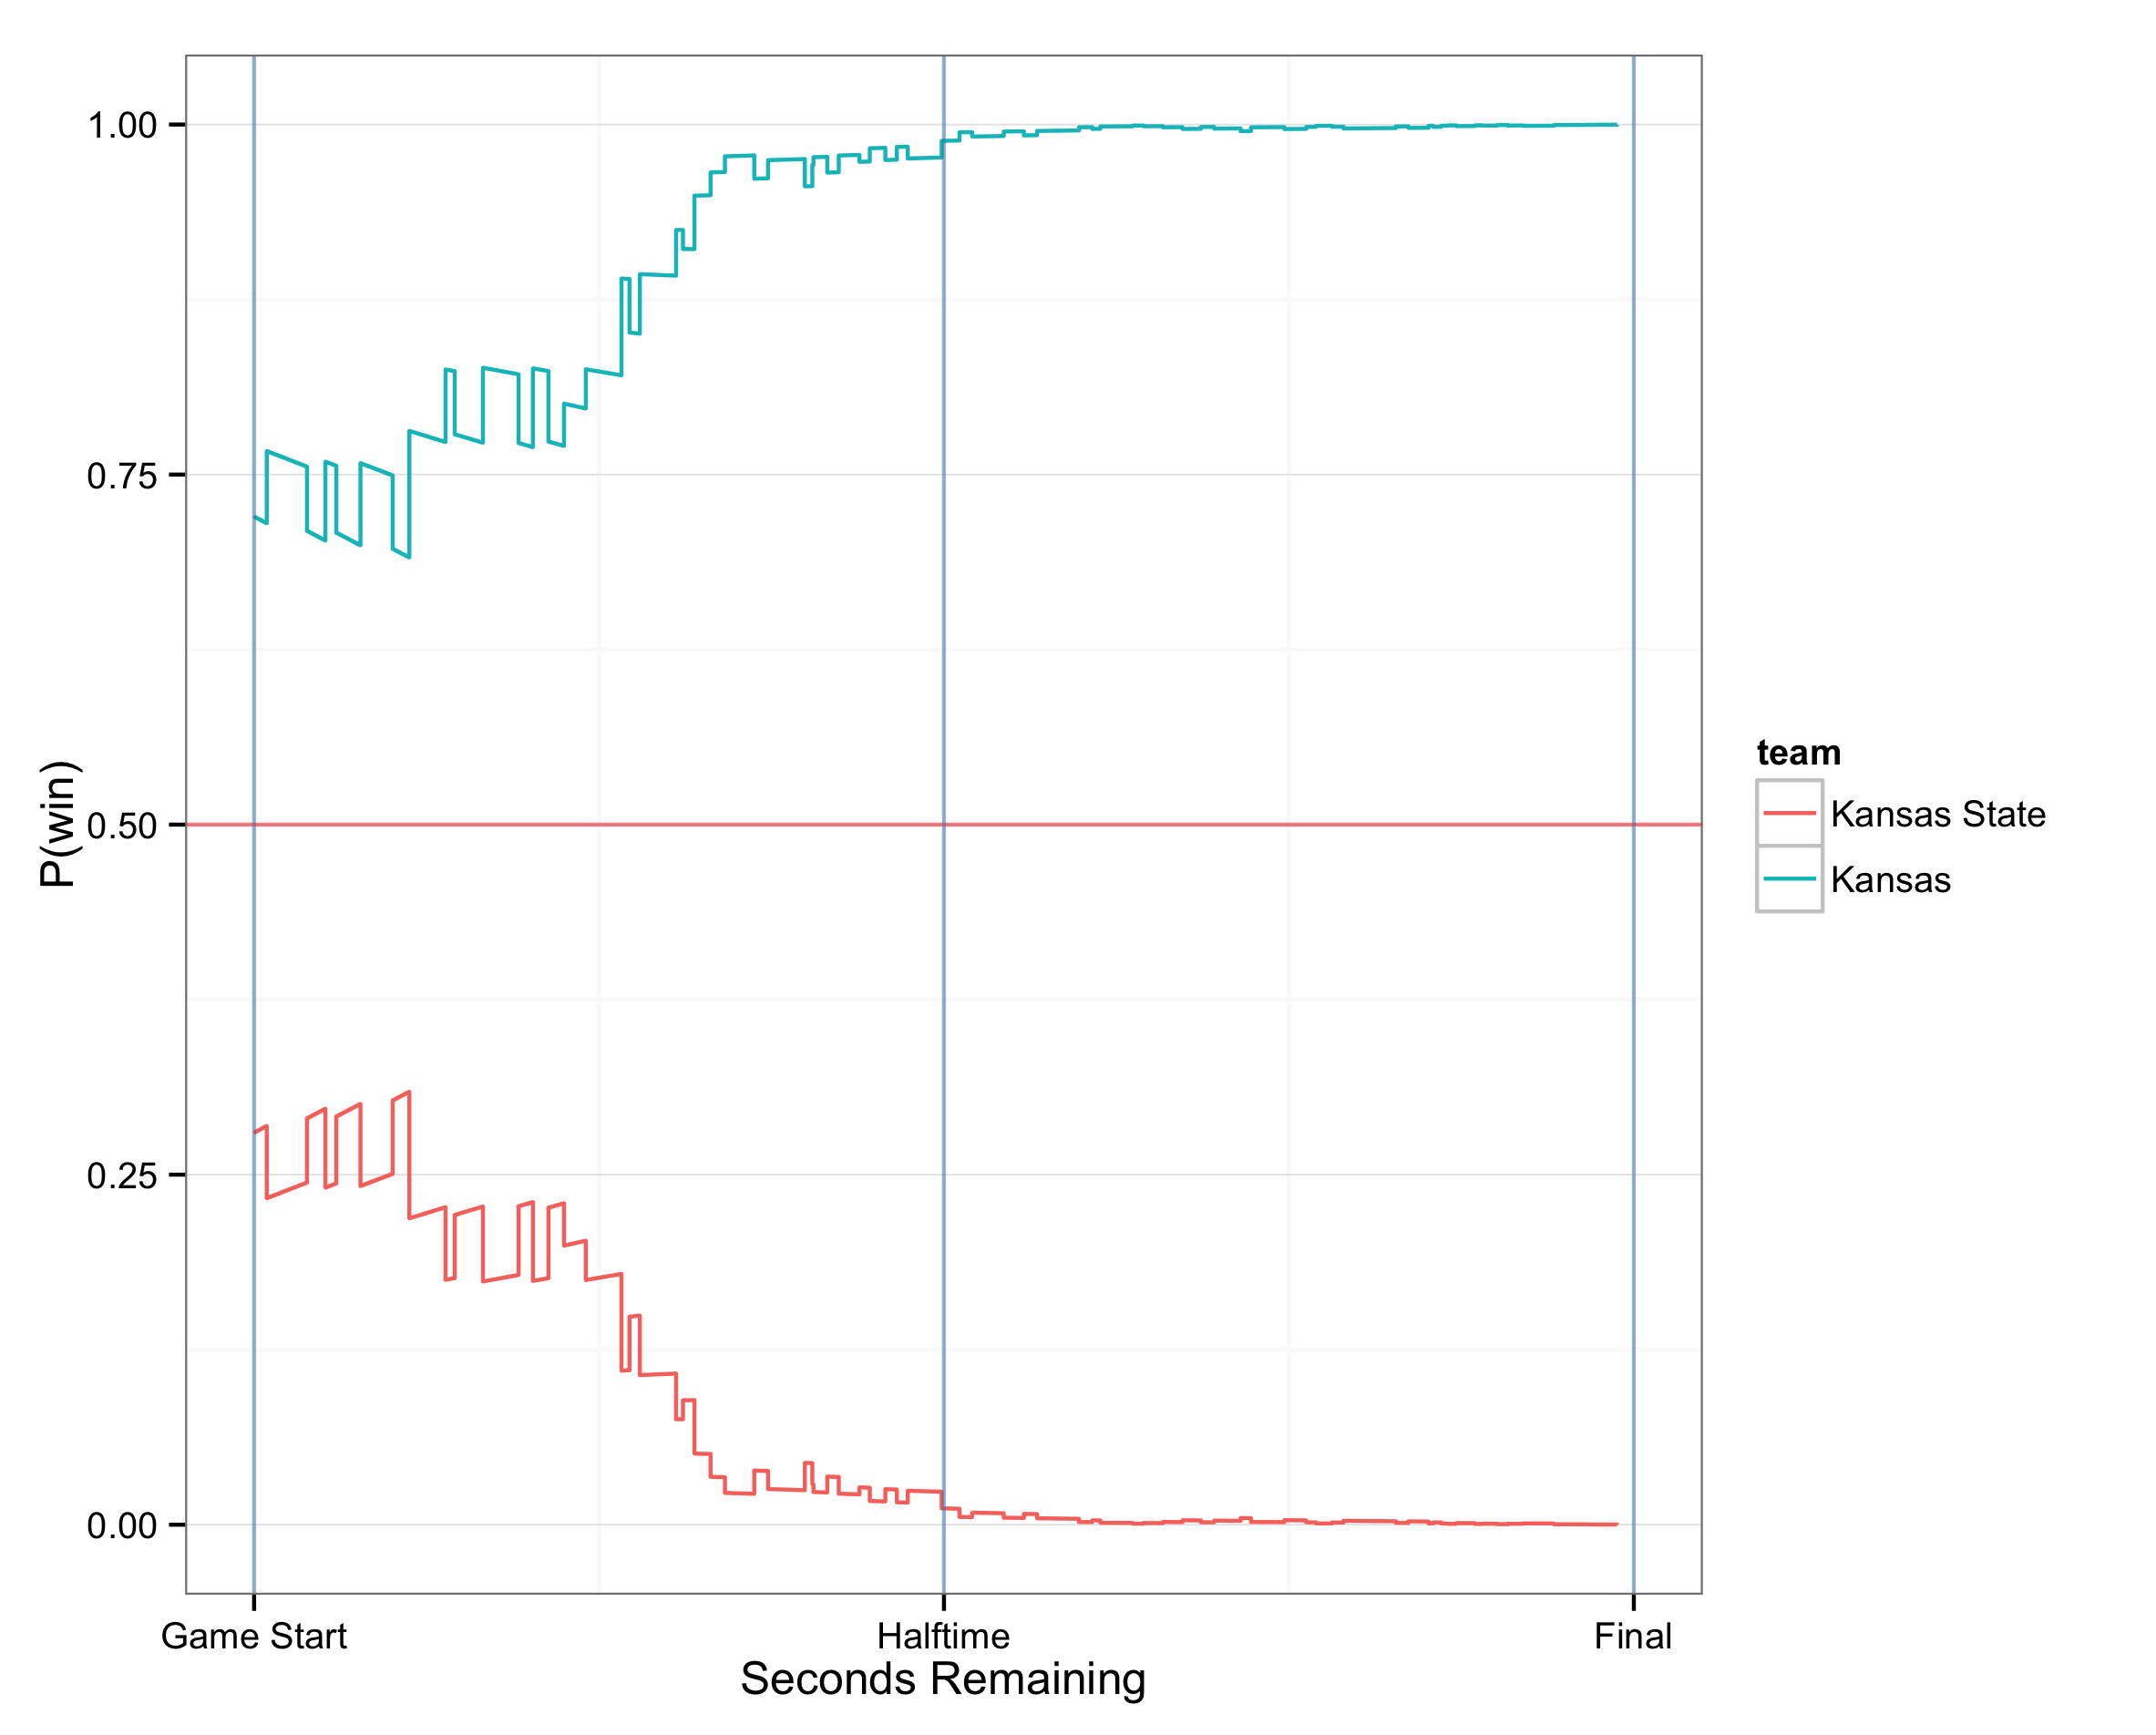 1.00
0.75
0.50
0.25
0.00
P(win)
Game Start
Halftime
Final
Seconds Remaining
team
Kansas State
Kansas